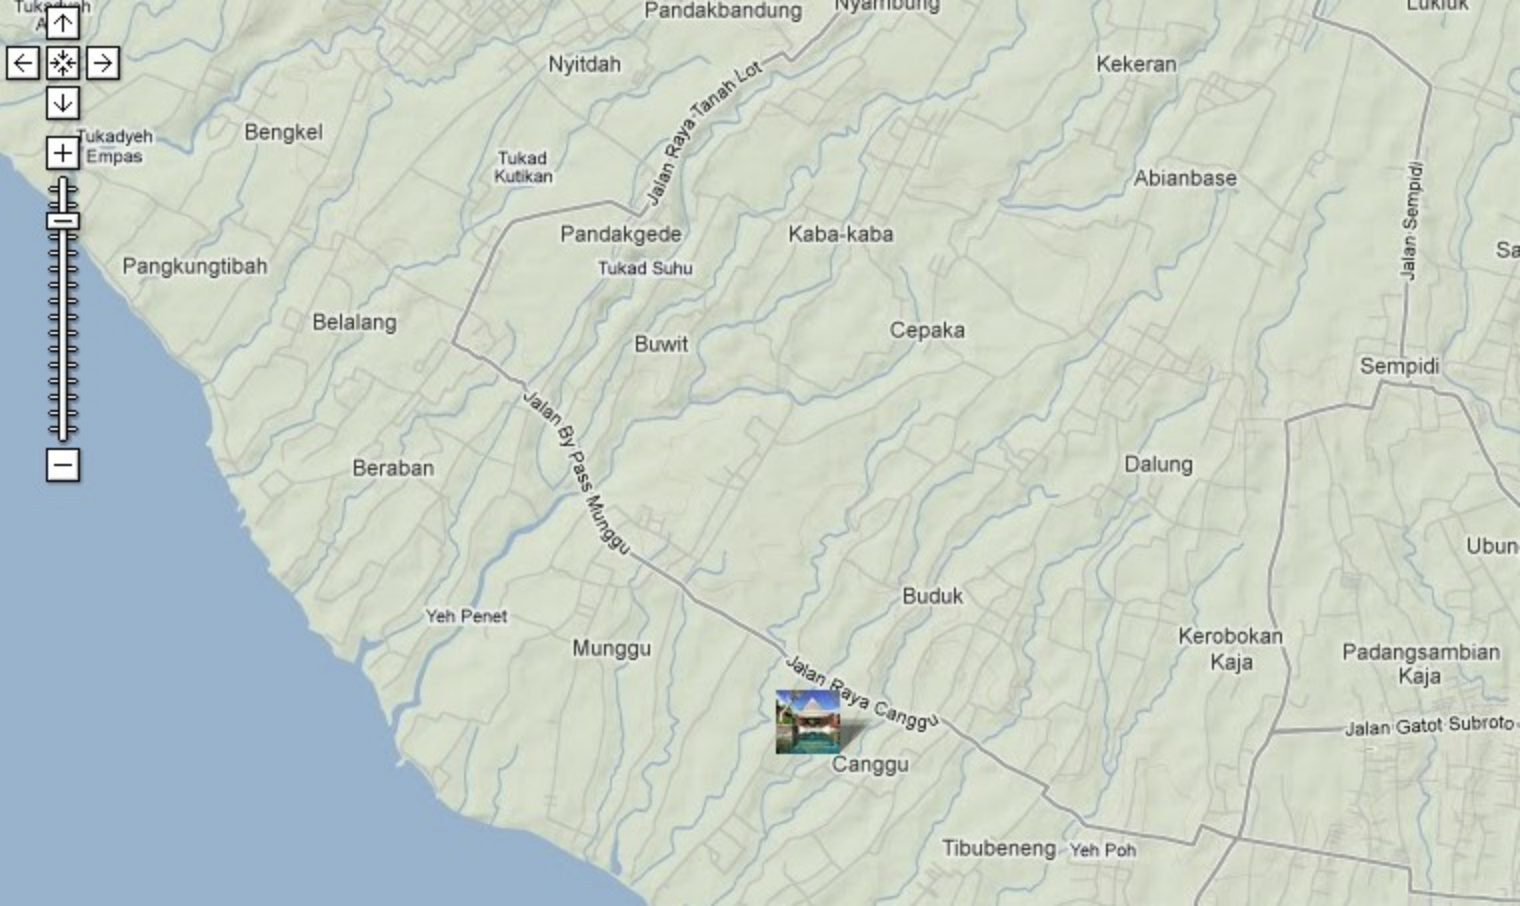 Pandakbandung
Nyambung
Lukluk
Nyitdah
Kekeran
Jalan Raya Tanah Lot
Bengkel
Tukadyeh
Empas
Tukad
Kutikan
Abianbase
Jalan Sempidi
Pandakgede
Kaba-kaba
Pangkungtibah
Tukad Suhu
Belalang
Buwit
Cepaka
Sempidi
Jalan By Pass Munggu
Beraban
Dalung
Ubun
Buduk
Yeh Penet
Munggu
Kerobokan
Kaja
Padangsambian
Kaja
Jalan Raya Canggu
Jalan Gatot Subroto
Canggu
Tibubeneng
Yeh Poh